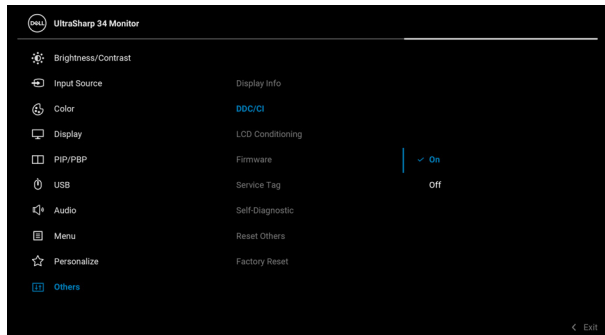 DELL UltraSharp 34 Monitor
Brightness/Contrast
Input Source
Color
Display
PIP/PBP
USB
Audio
Menu
Personalize
Others
Display Info
DDC/CI
LCD Conditioning
Firmware
Service Tag
Self-Diagnostic
Reset Others
Factory Reset
On
Off
Exit